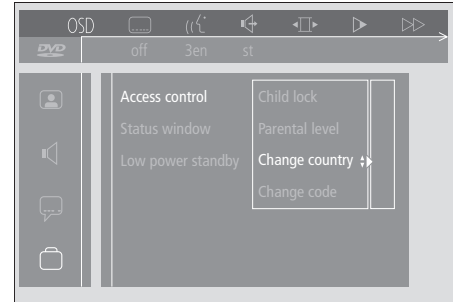 OSD
DVD off 3en st
Access control Child lock
Status window Parental level
Low power standby Change country
Change code